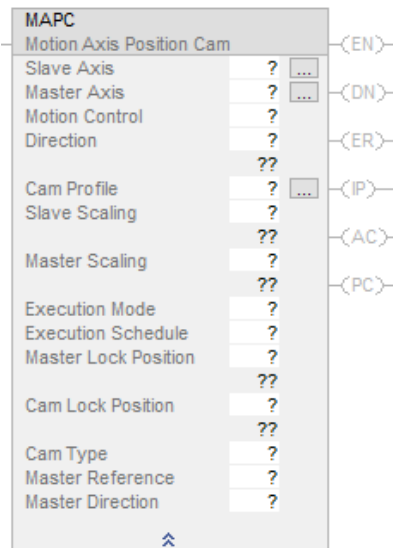 MAPC
Motion Axis Position Cam (EN)
Slave Axis ? ...
Master Axis ? ... (DN)
Motion Control ?
Direction ? (ER)
??
Cam Profile ? ... (IP)
Slave Scaling ?
?? (AC)
Master Scaling ?
?? (PC)
Execution Mode ?
Execution Schedule ?
Master Lock Position ?
??
Cam Lock Position ?
??
Cam Type ?
Master Reference ?
Master Direction ?